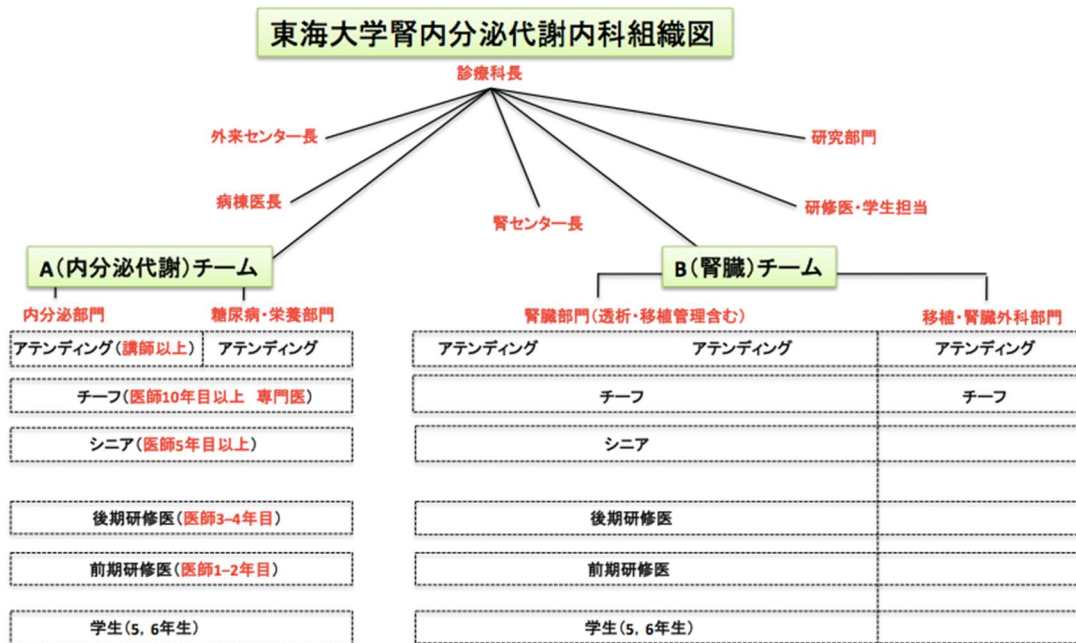 東海大学腎内分泌代謝内科組織図
診療科長
外来センター長
研究部門
病棟医長
腎センター長
研修医・学生担当
A(内分泌代謝)チーム
B(腎臓)チーム
内分泌部門
糖尿病・栄養部門
腎臓部門(透析・移植管理含む)
移植・腎臓外科部門
アテンディング(講師以上)
アテンディング
アテンディング
アテンディング
アテンディング
チーフ(医師10年目以上 専門医)
チーフ
チーフ
シニア(医師5年目以上)
シニア
後期研修医(医師3–4年目)
後期研修医
前期研修医(医師1–2年目)
前期研修医
学生(5, 6年生)
学生(5, 6年生)